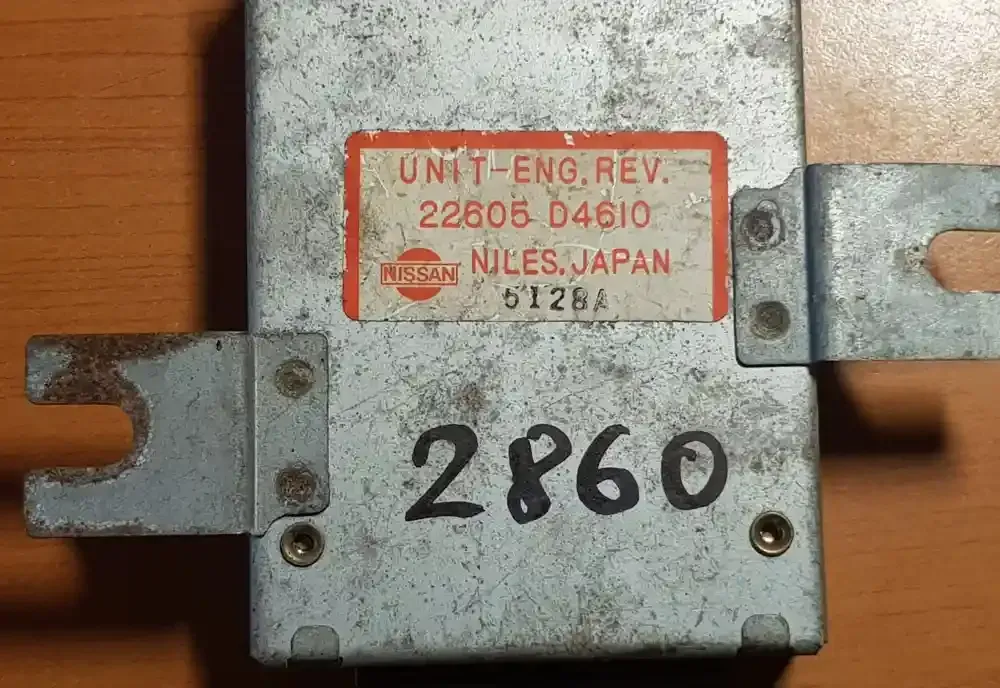 UNIT-ENG. REV.
22605 D4610
NISSAN NILES. JAPAN
5128A
2860